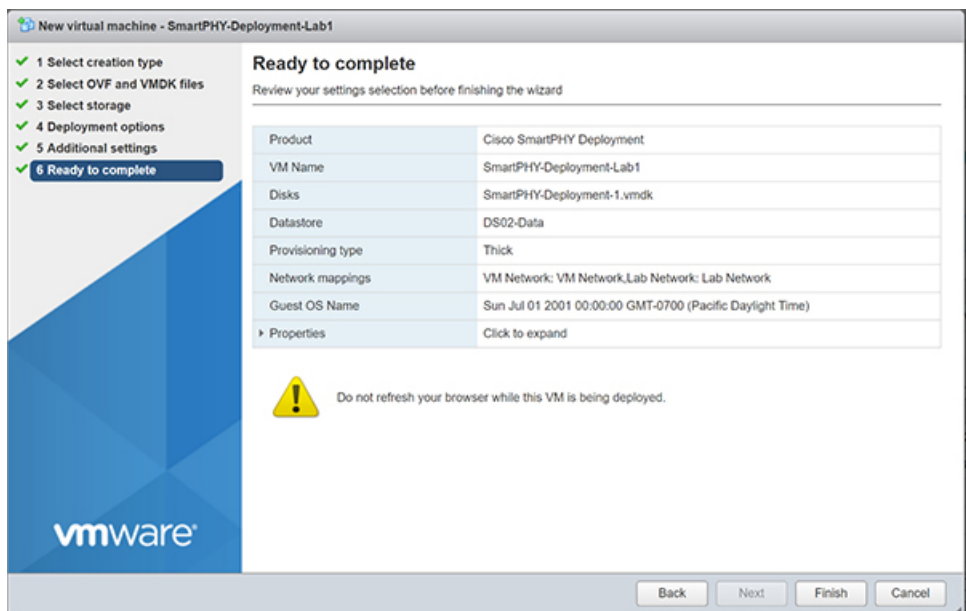 New virtual machine - SmartPHY-Deployment-Lab1
1 Select creation type
2 Select OVF and VMDK files
3 Select storage
4 Deployment options
5 Additional settings
6 Ready to complete
Ready to complete
Review your settings selection before finishing the wizard
Product Cisco SmartPHY Deployment
VM Name SmartPHY-Deployment-Lab1
Disks SmartPHY-Deployment-1.vmdk
Datastore DS02-Data
Provisioning type Thick
Network mappings VM Network: VM Network,Lab Network: Lab Network
Guest OS Name Sun Jul 01 2001 00:00:00 GMT-0700 (Pacific Daylight Time)
Properties Click to expand
Do not refresh your browser while this VM is being deployed.
vmware
Back Next Finish Cancel